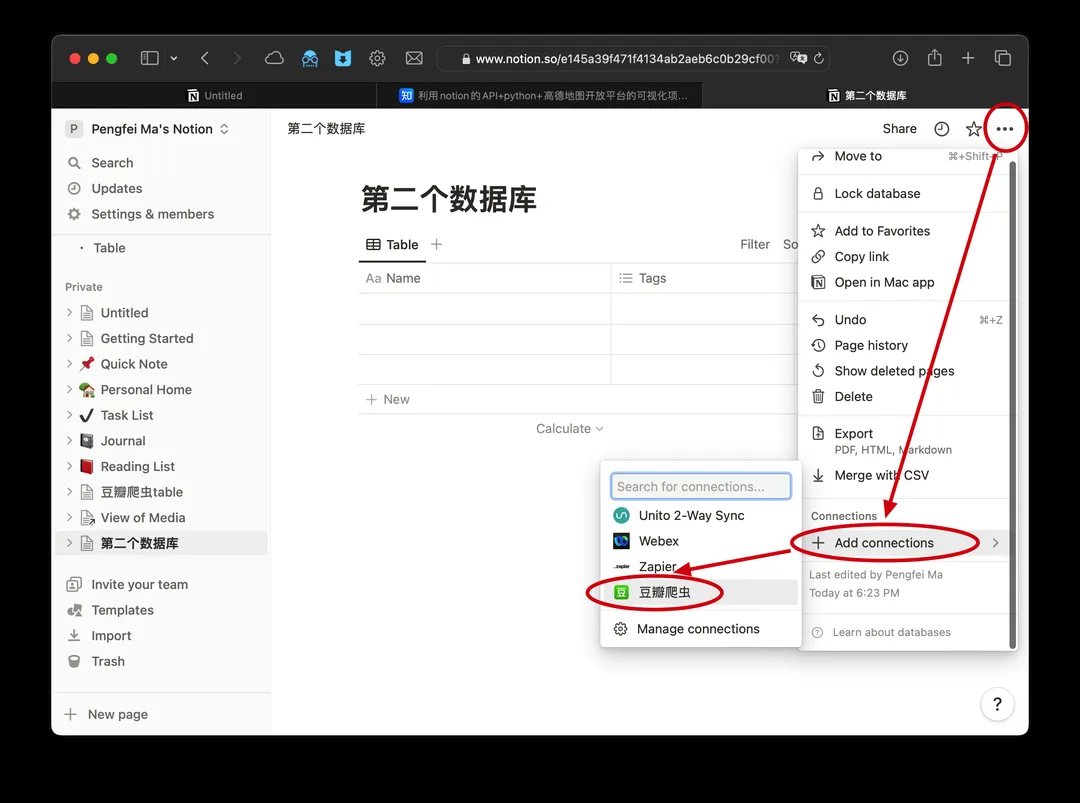 www.notion.so/e145a39f471f4134ab2aeb6c0b29cf00?
Untitled
利用notion的API+python+高德地图开放平台的可视化项...
第二个数据库
P Pengfei Ma's Notion
第二个数据库
Share
Search
Updates
Settings & members
Table
Private
Untitled
Getting Started
Quick Note
Personal Home
Task List
Journal
Reading List
豆瓣爬虫table
View of Media
第二个数据库
Invite your team
Templates
Import
Trash
New page
第二个数据库
Table
Filter
So
Aa Name
Tags
New
Calculate
Move to ⌘+Shift+P
Lock database
Add to Favorites
Copy link
Open in Mac app
Undo ⌘+Z
Page history
Show deleted pages
Delete
Export
PDF, HTML, Markdown
Merge with CSV
Connections
Add connections
Last edited by Pengfei Ma
Today at 6:23 PM
Learn about databases
Search for connections...
Unito 2-Way Sync
Webex
zapier Zapier
豆 豆瓣爬虫
Manage connections
?